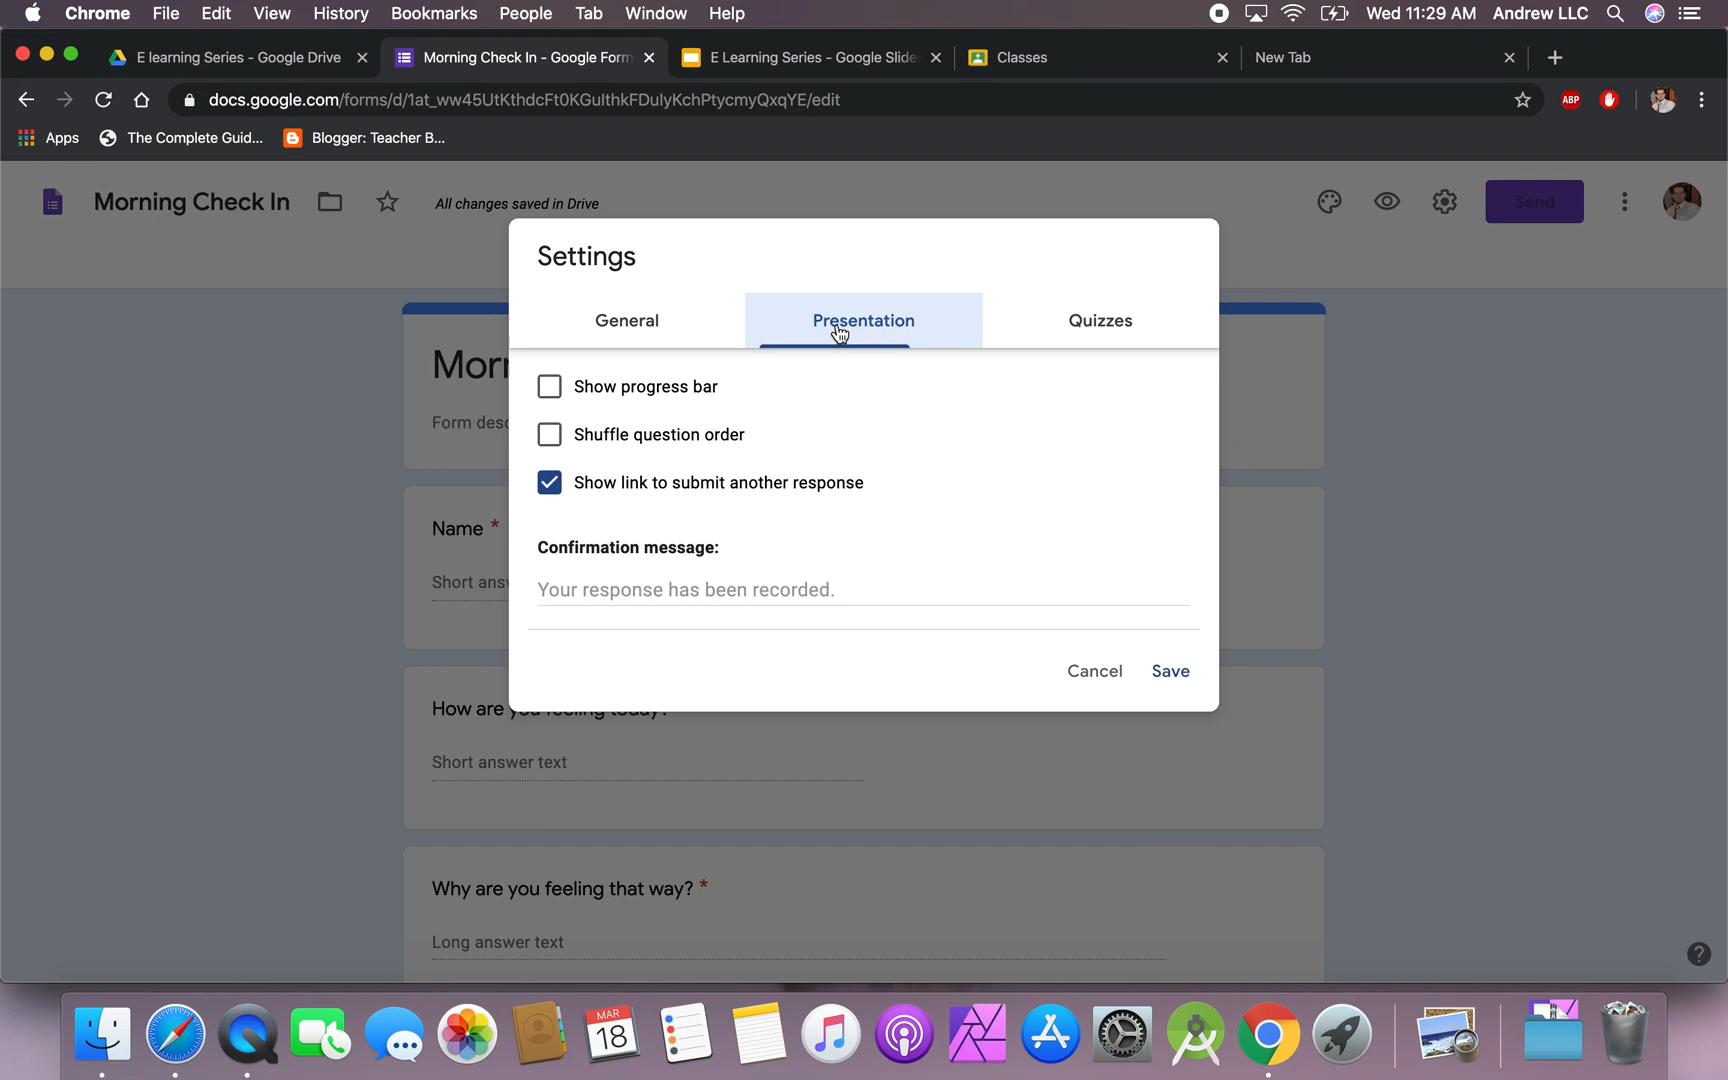 Chrome File Edit View History Bookmarks People Tab Window Help Wed 11:29 AM Andrew LLC
E learning Series - Google Drive Morning Check In - Google Form E Learning Series - Google Slide Classes New Tab
docs.google.com/forms/d/1at_ww45UtKthdcFt0KGulthkFDulyKchPtycmyQxqYE/edit ABP
Apps The Complete Guid... Blogger: Teacher B...
Morning Check In All changes saved in Drive Send
Settings
General Presentation Quizzes
Morn
Show progress bar
Form desc
Shuffle question order
Show link to submit another response
Name *
Confirmation message:
Short ans
Your response has been recorded.
Cancel Save
How are you feeling today?
Short answer text
Why are you feeling that way? *
Long answer text
MAR
18